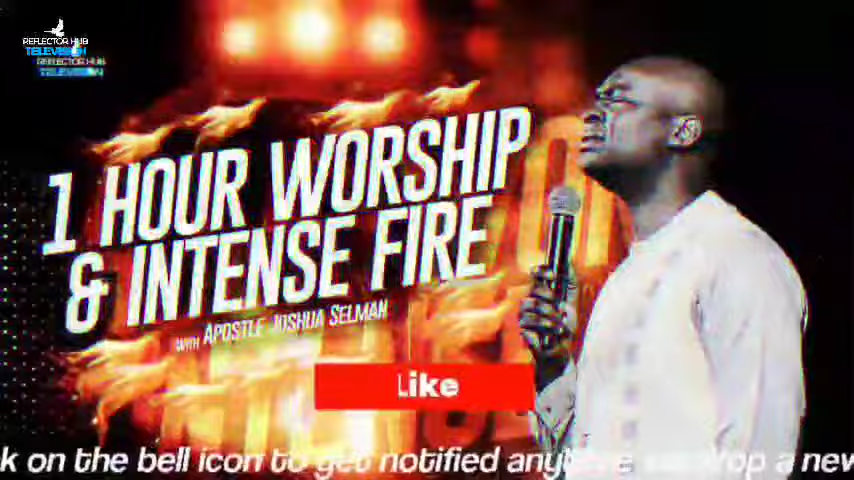 REFLECTOR HUB
TELEVISION
REFLECTOR HUB
TELEVISION
1 HOUR WORSHIP
& INTENSE FIRE
WITH APOSTLE JOSHUA SELMAN
Like
k on the bell icon to get notified drop a new